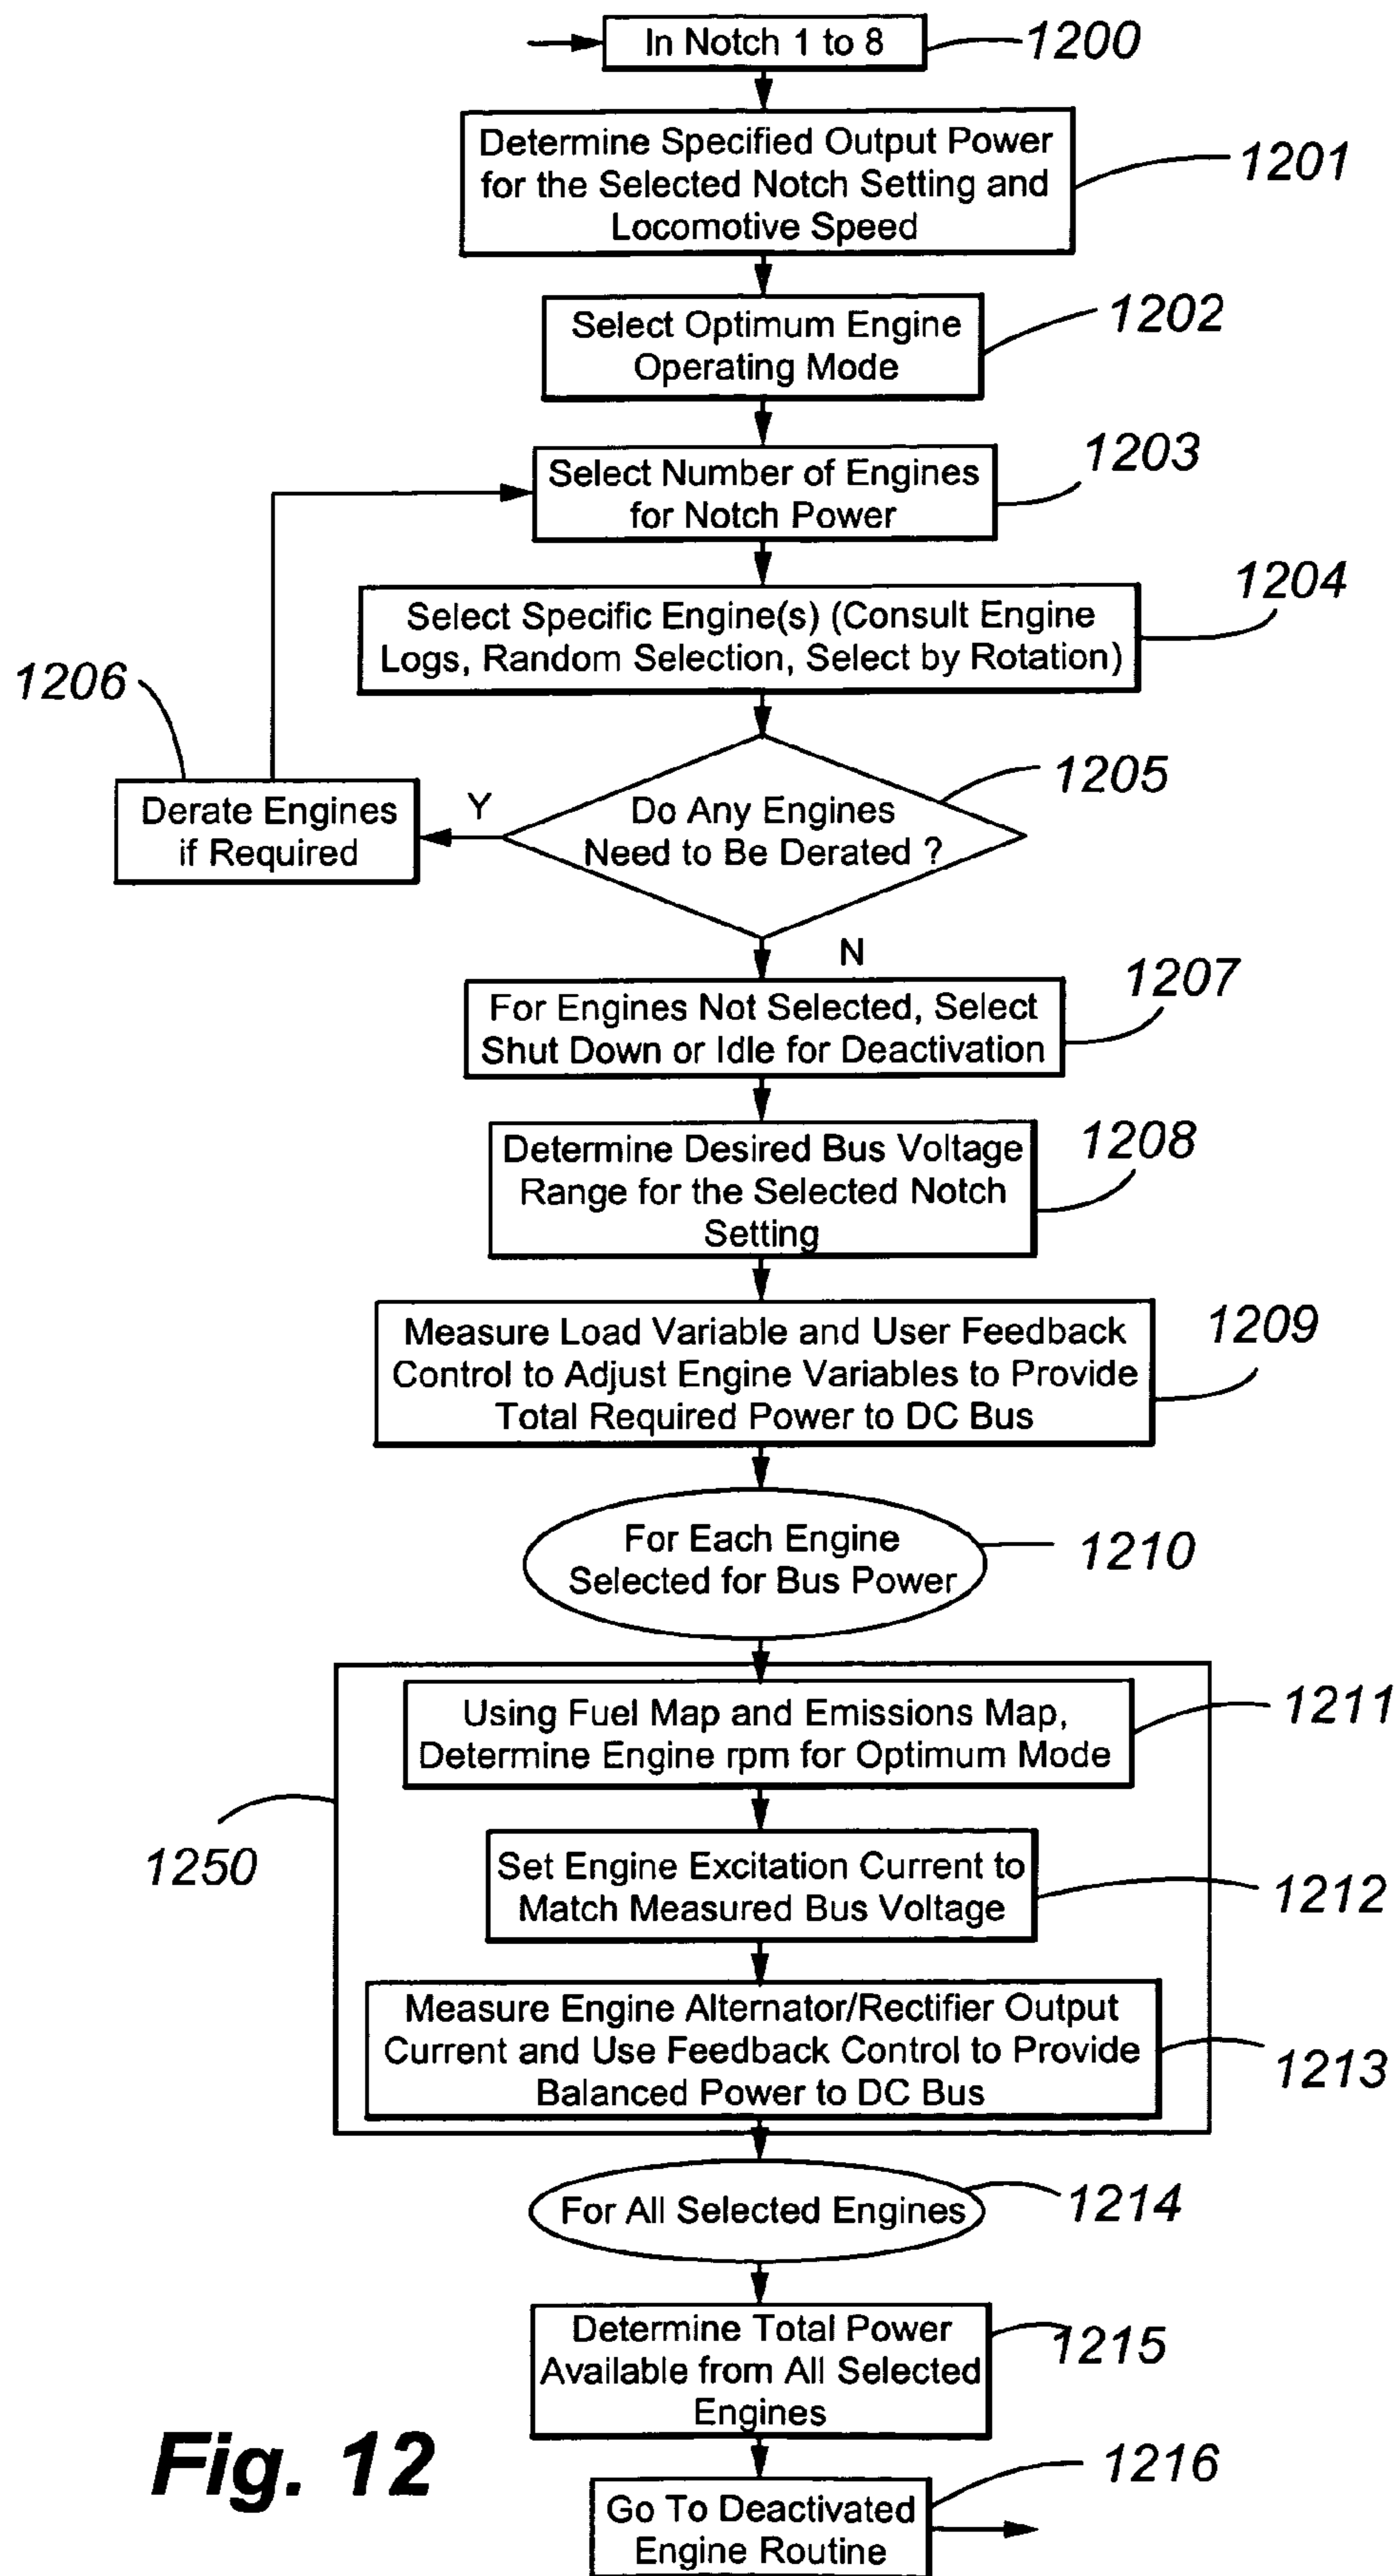 In Notch 1 to 8
1200
Determine Specified Output Power
for the Selected Notch Setting and
Locomotive Speed
1201
Select Optimum Engine
Operating Mode
1202
Select Number of Engines
for Notch Power
1203
Select Specific Engine(s) (Consult Engine
Logs, Random Selection, Select by Rotation)
1204
1206
Derate Engines
if Required
Y
Do Any Engines
Need to Be Derated ?
1205
N
For Engines Not Selected, Select
Shut Down or Idle for Deactivation
1207
Determine Desired Bus Voltage
Range for the Selected Notch
Setting
1208
Measure Load Variable and User Feedback
Control to Adjust Engine Variables to Provide
Total Required Power to DC Bus
1209
For Each Engine
Selected for Bus Power
1210
Using Fuel Map and Emissions Map,
Determine Engine rpm for Optimum Mode
1211
1250
Set Engine Excitation Current to
Match Measured Bus Voltage
1212
Measure Engine Alternator/Rectifier Output
Current and Use Feedback Control to Provide
Balanced Power to DC Bus
1213
For All Selected Engines
1214
Determine Total Power
Available from All Selected
Engines
1215
Go To Deactivated
Engine Routine
1216
Fig. 12